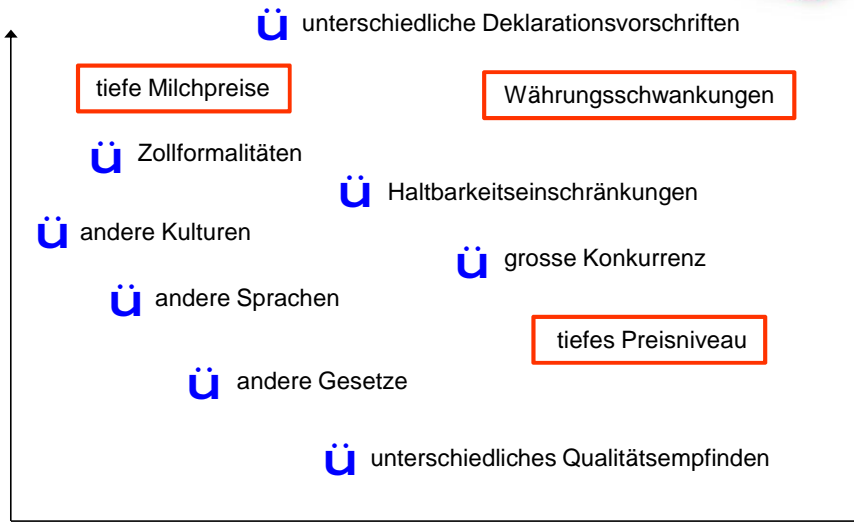 ü unterschiedliche Deklarationsvorschriften
tiefe Milchpreise
Währungsschwankungen
ü Zollformalitäten
ü Haltbarkeitseinschränkungen
ü andere Kulturen
ü grosse Konkurrenz
ü andere Sprachen
tiefes Preisniveau
ü andere Gesetze
ü unterschiedliches Qualitätsempfinden